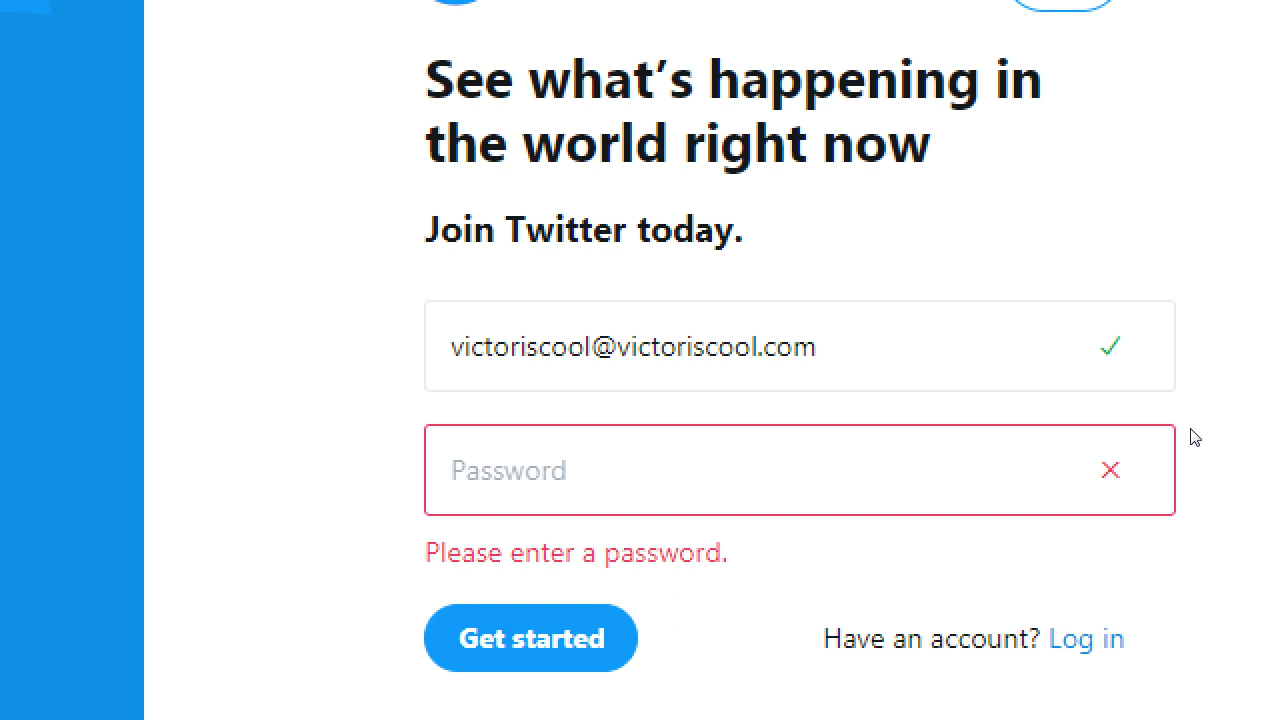 See what’s happening in
the world right now
Join Twitter today.
victoriscool@victoriscool.com
Password
Please enter a password.
Get started
Have an account? Log in